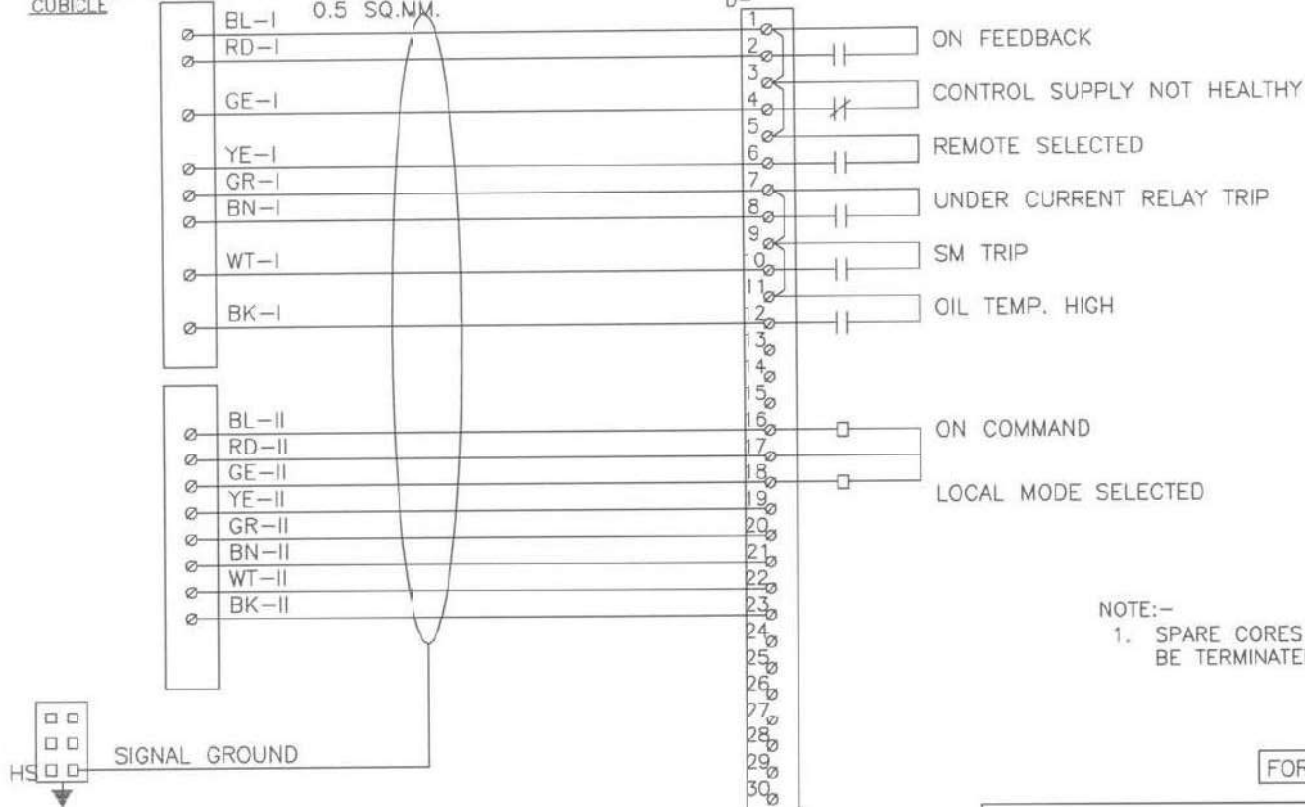 CUBICLE
0.5 SQ.MM.
BL-I
RD-I
GE-I
YE-I
GR-I
BN-I
WT-I
BK-I
BL-II
RD-II
GE-II
YE-II
GR-II
BN-II
WT-II
BK-II
HS
SIGNAL GROUND
1
2
3
4
5
6
7
8
9
10
11
12
13
14
15
16
17
18
19
20
21
22
23
24
25
26
27
28
29
30
ON FEEDBACK
CONTROL SUPPLY NOT HEALTHY
REMOTE SELECTED
UNDER CURRENT RELAY TRIP
SM TRIP
OIL TEMP. HIGH
ON COMMAND
LOCAL MODE SELECTED
NOTE:-
1. SPARE CORES
BE
FOR